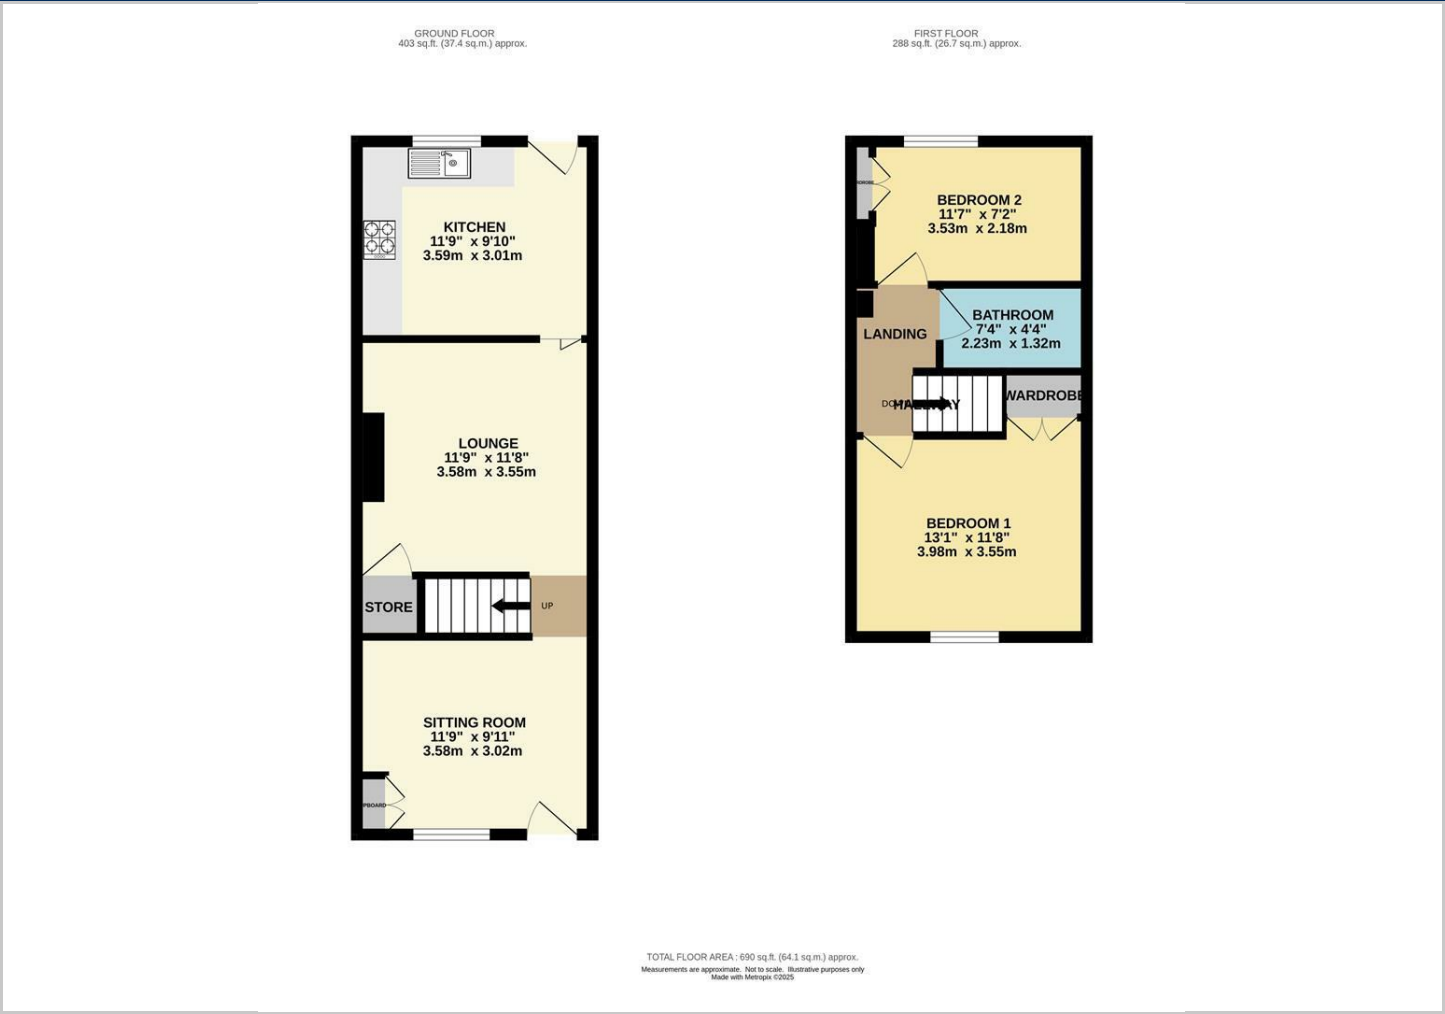 GROUND FLOOR
403 sq.ft. (37.4 sq.m.) approx.
KITCHEN
11'9" x 9'10"
3.59m x 3.01m
LOUNGE
11'9" x 11'8"
3.58m x 3.55m
STORE
UP
SITTING ROOM
11'9" x 9'11"
3.58m x 3.02m
PBOARD
FIRST FLOOR
288 sq.ft. (26.7 sq.m.) approx.
BEDROOM 2
11'7" x 7'2"
3.53m x 2.18m
BATHROOM
7'4" x 4'4"
2.23m x 1.32m
LANDING
WARDROBE
HALLWAY
BEDROOM 1
13'1" x 11'8"
3.98m x 3.55m
TOTAL FLOOR AREA : 690 sq.ft. (64.1 sq.m.) approx.
Measurements are approximate. Not to scale. Illustrative purposes only
Made with Metropix ©2025